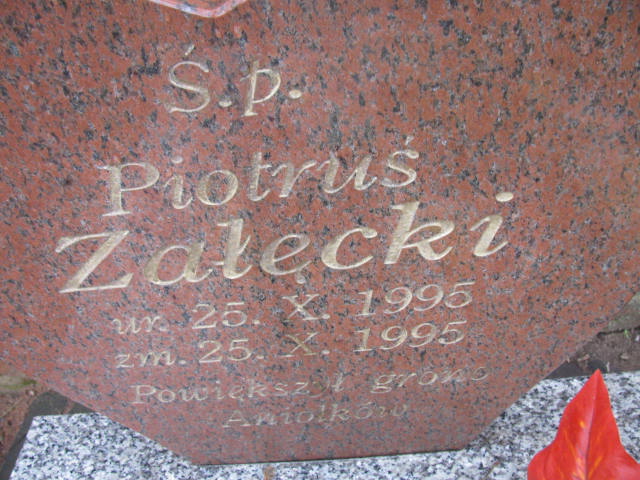 Ś.p.
Piotruś
Załęcki
ur. 25. X. 1995
zm. 25. X. 1995
Powiększył grono
Aniołków